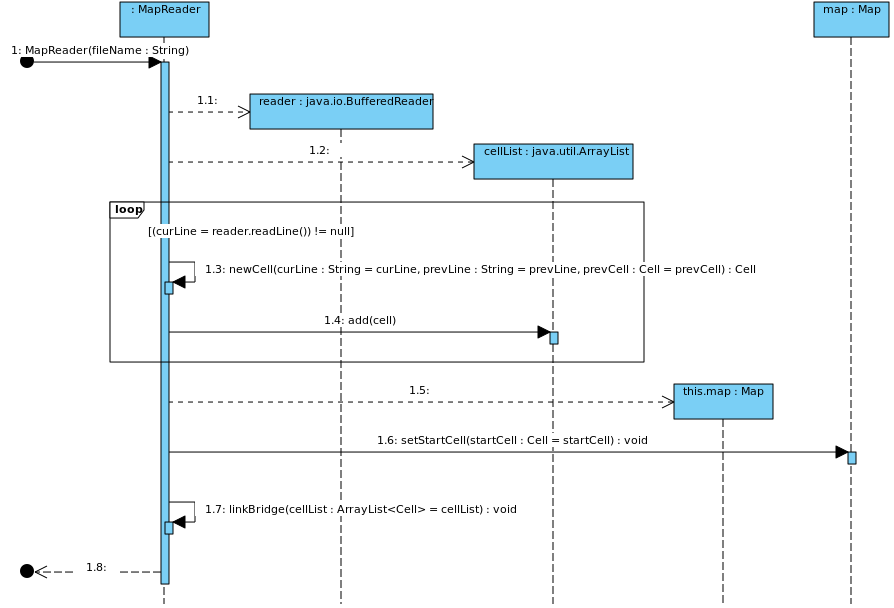 : MapReader
map : Map
1: MapReader(fileName : String)
1.1:
reader : java.io.BufferedReader
1.2:
cellList : java.util.ArrayList
loop
[(curLine = reader.readLine()) != null]
1.3: newCell(curLine : String = curLine, prevLine : String = prevLine, prevCell : Cell = prevCell) : Cell
1.4: add(cell)
1.5:
this.map : Map
1.6: setStartCell(startCell : Cell = startCell) : void
1.7: linkBridge(cellList : ArrayList<Cell> = cellList) : void
1.8: